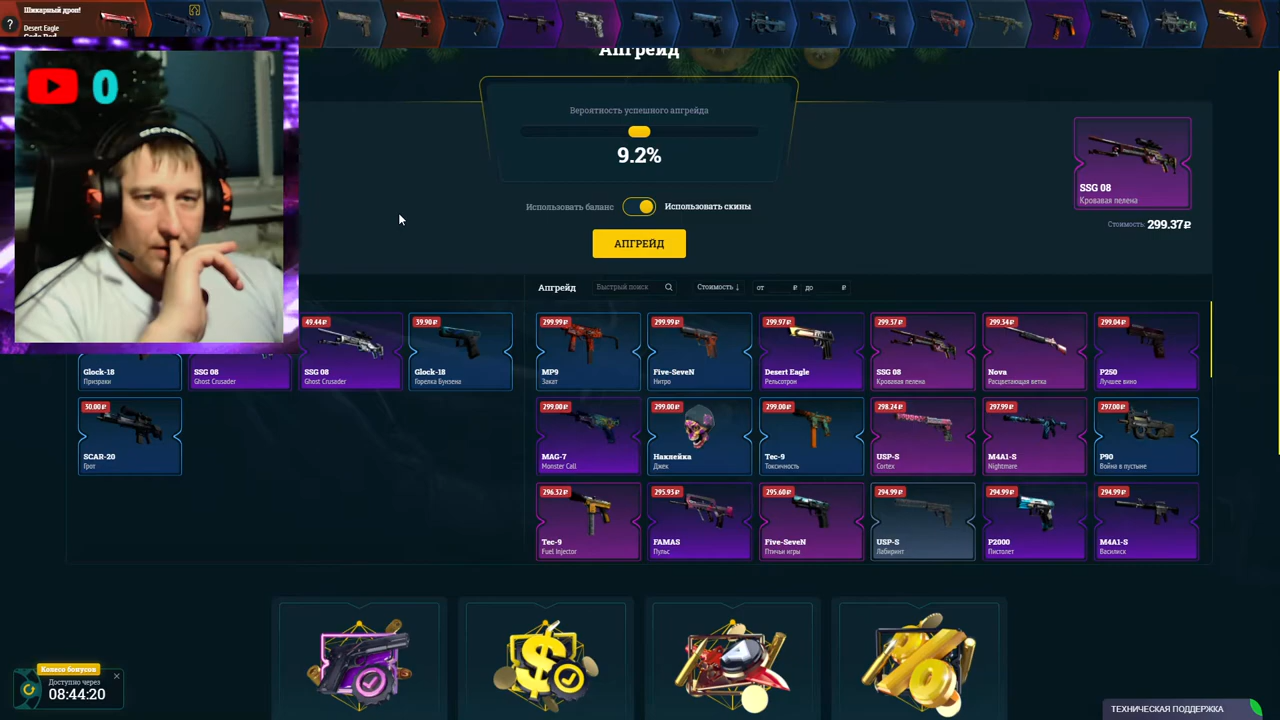 ?
Шикарный дроп!
Desert Eagle
Code Red
0
Апгрейд
Вероятность успешного апгрейда
9.2%
Использовать баланс
Использовать скины
АПГРЕЙД
SSG 08
Кровавая пелена
Стоимость: 299.37₽
Апгрейд
Быстрый поиск
Стоимость ↓
от ₽ до ₽
Glock-18
Призраки
SSG 08
Ghost Crusader
49.44₽
SSG 08
Ghost Crusader
39.90₽
Glock-18
Горелка Бунзена
30.00₽
SCAR-20
Грот
299.99₽
MP9
Закат
299.99₽
Five-SeveN
Нитро
299.97₽
Desert Eagle
Рельсотрон
299.37₽
SSG 08
Кровавая пелена
299.34₽
Nova
Расцветающая ветка
299.04₽
P250
Лучшее вино
299.00₽
MAG-7
Monster Call
299.00₽
Наклейка
Джек
299.00₽
Tec-9
Токсичность
298.24₽
USP-S
Cortex
297.99₽
M4A1-S
Nightmare
297.00₽
P90
Война в пустыне
296.32₽
Tec-9
Fuel Injector
295.93₽
FAMAS
Пульс
295.60₽
Five-SeveN
Птичьи игры
294.99₽
USP-S
Лабиринт
294.99₽
P2000
Пистолет
294.99₽
M4A1-S
Василиск
Колесо бонусов
Доступно через
08:44:20
ТЕХНИЧЕСКАЯ ПОДДЕРЖКА